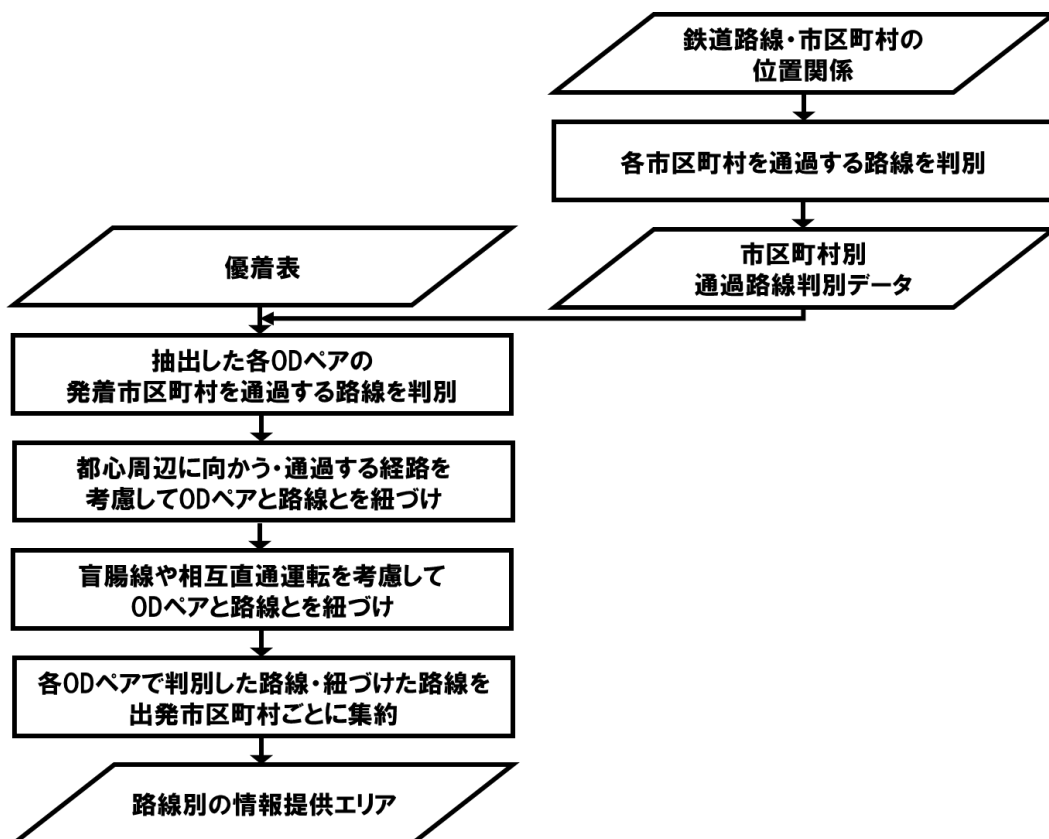 鉄道路線・市区町村の
位置関係
各市区町村を通過する路線を判別
市区町村別
通過路線判別データ
優着表
抽出した各ODペアの
発着市区町村を通過する路線を判別
都心周辺に向かう・通過する経路を
考慮してODペアと路線とを紐づけ
盲腸線や相互直通運転を考慮して
ODペアと路線とを紐づけ
各ODペアで判別した路線・紐づけた路線を
出発市区町村ごとに集約
路線別の情報提供エリア